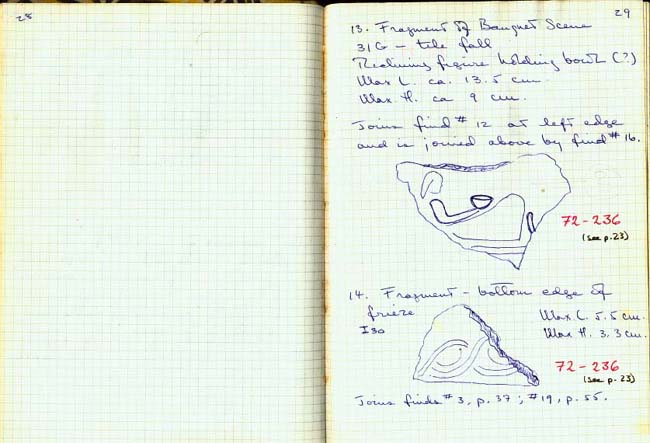 28
29
13. Fragment of Banquet Scene
31G - tile fall
Reclining figure holding bowl (?)
Max L. ca. 13.5 cm.
Max. H. ca 9 cm.
Joins find # 12 at left edge
and is joined above by find # 16.
72-236
(see p.23)
14. Fragment - bottom edge of
frieze
I30
Max L. 5.5 cm.
Max H. 3.3 cm.
72-236
(see p. 23)
Joins finds # 3, p. 37; #19, p. 55.